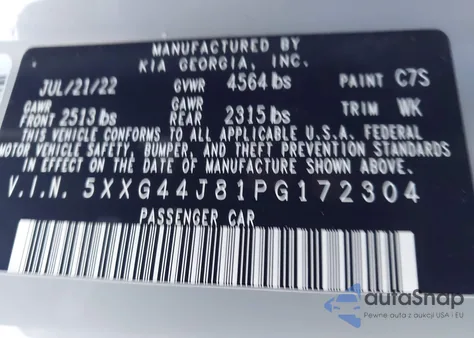 MANUFACTURED BY
KIA GEORGIA, INC.
JUL/21/22 GVWR 4564 lbs PAINT C7S
GAWR FRONT 2513 lbs GAWR REAR 2315 lbs TRIM WK
THIS VEHICLE CONFORMS TO ALL APPLICABLE U.S.A. FEDERAL
MOTOR VEHICLE SAFETY, BUMPER, AND THEFT PREVENTION STANDARDS
IN EFFECT ON THE DATE OF MANUFACTURE SHOWN ABOVE.
V.I.N. 5XXG44J81PG172304
PASSENGER CAR
autaSnap
Pewne auta z aukcji USA i EU